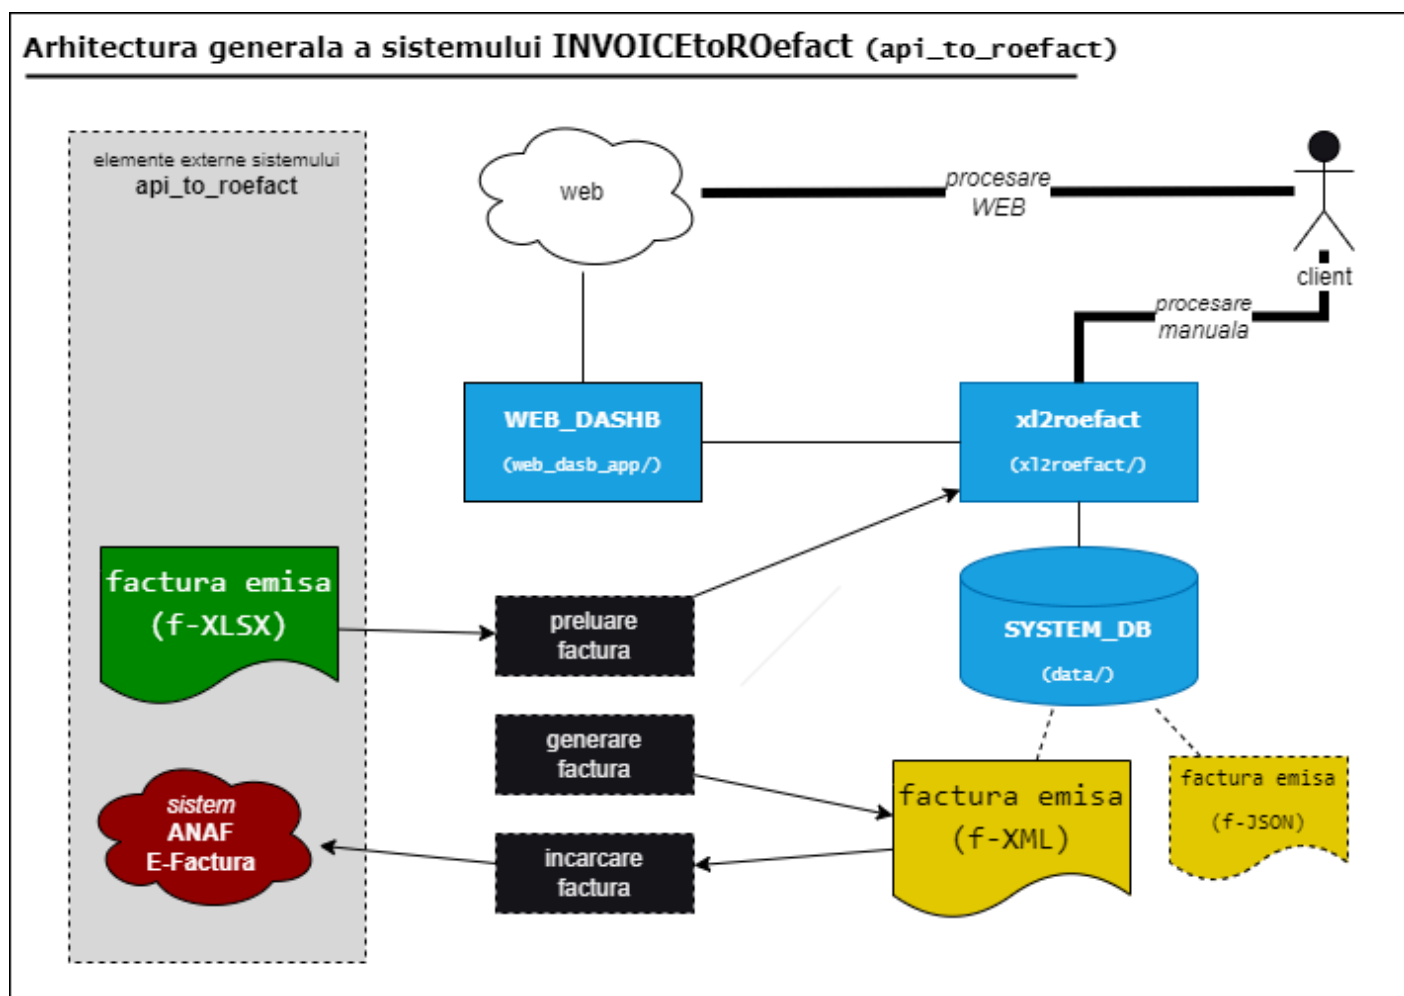 Arhitectura generala a sistemului INVOICEtoROefact (api_to_roefact)
elemente externe sistemului
api_to_roefact
web
procesare
WEB
client
procesare
manuala
WEB_DASHB
(web_dasb_app/)
xl2roefact
(xl2roefact/)
factura emisa
(f-XLSX)
preluare
factura
SYSTEM_DB
(data/)
generare
factura
factura emisa
(f-XML)
factura emisa
(f-JSON)
sistem
ANAF
E-Factura
incarcare
factura